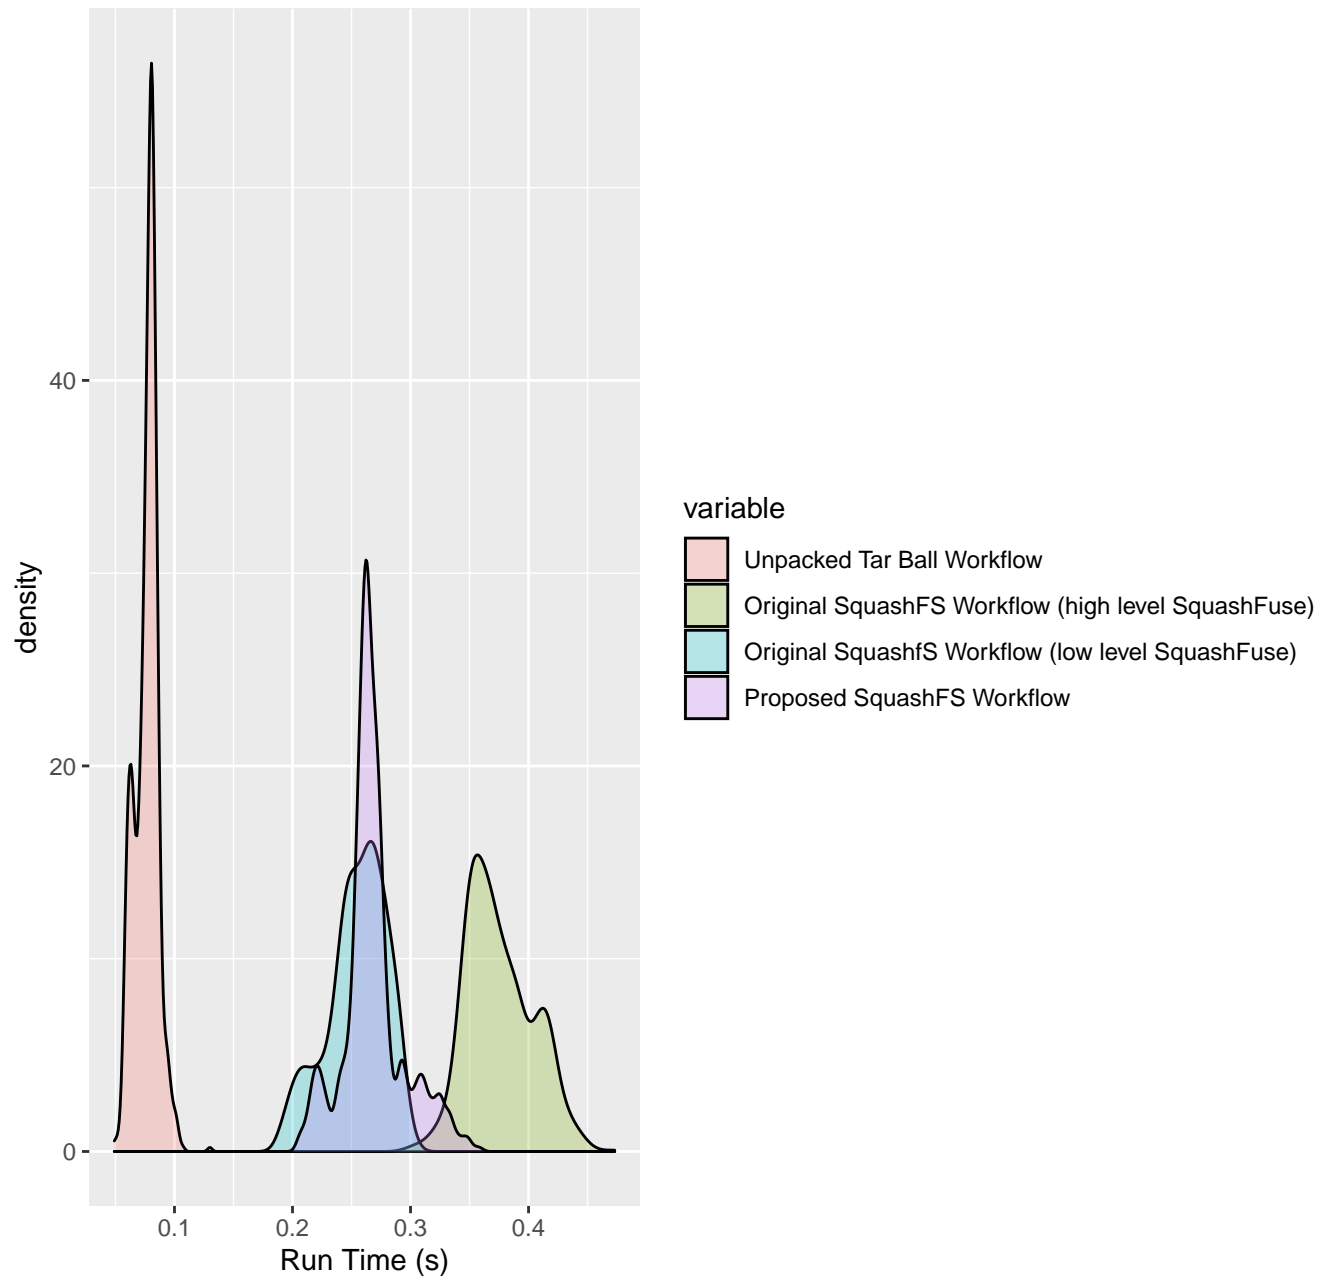 40
20
0
density
0.1
0.2
0.3
0.4
Run Time (s)
variable
Unpacked Tar Ball Workflow
Original SquashFS Workflow (high level SquashFuse)
Original SquashfS Workflow (low level SquashFuse)
Proposed SquashFS Workflow